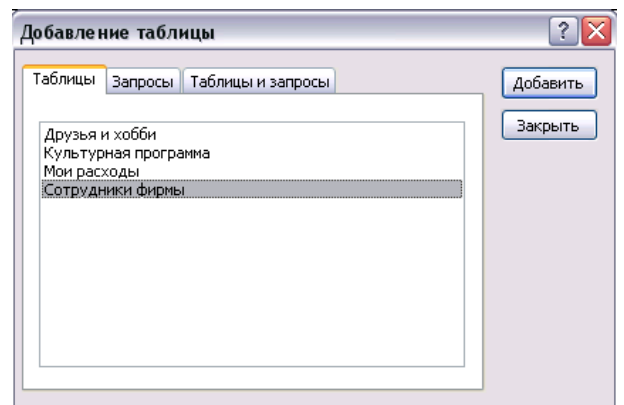 Добавление таблицы
?
Таблицы Запросы Таблицы и запросы
Добавить
Закрыть
Друзья и хобби
Культурная программа
Мои расходы
Сотрудники фирмы